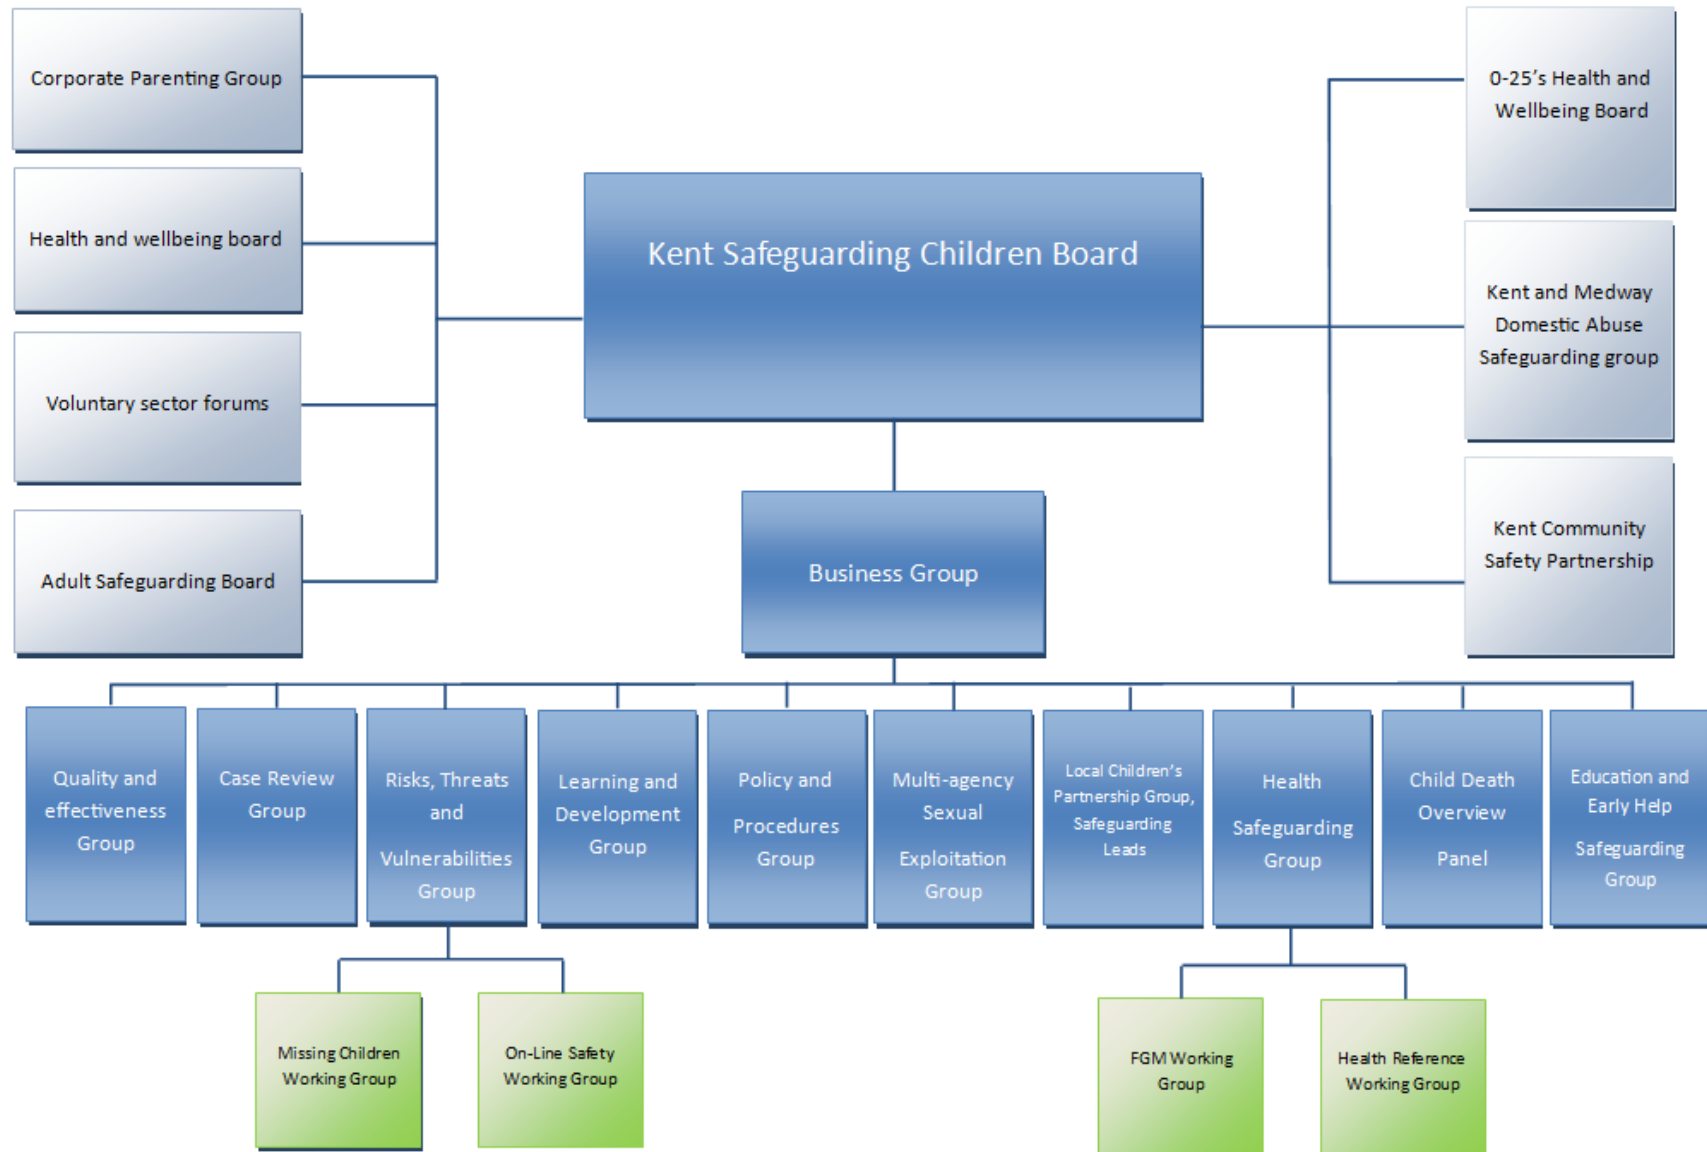 Corporate Parenting Group
Health and wellbeing board
Voluntary sector forums
Adult Safeguarding Board
Kent Safeguarding Children Board
0-25's Health and
Wellbeing Board
Kent and Medway
Domestic Abuse
Safeguarding group
Kent Community
Safety Partnership
Business Group
Quality and
effectiveness
Group
Case Review
Group
Risks, Threats
and
Vulnerabilities
Group
Learning and
Development
Group
Policy and
Procedures
Group
Multi-agency
Sexual
Exploitation
Group
Local Children's
Partnership Group,
Safeguarding
Leads
Health
Safeguarding
Group
Child Death
Overview
Panel
Education and
Early Help
Safeguarding
Group
Missing Children
Working Group
On-Line Safety
Working Group
FGM Working
Group
Health Reference
Working Group